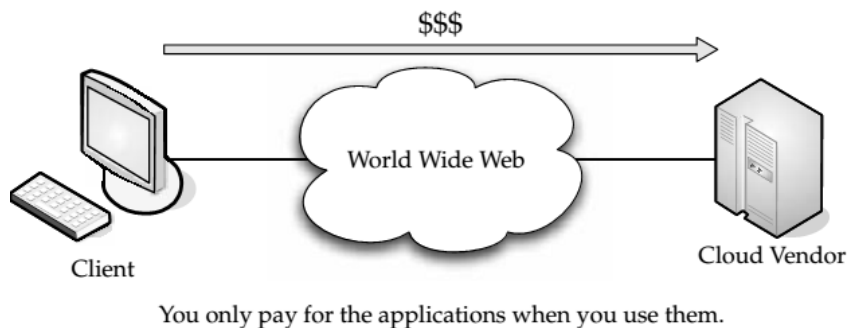 $$$
World Wide Web
Client
Cloud Vendor
You only pay for the applications when you use them.